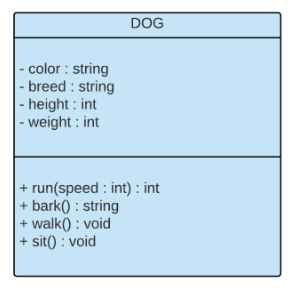 DOG
- color : string
- breed : string
- height : int
- weight : int
+ run(speed : int) : int
+ bark() : string
+ walk() : void
+ sit() : void